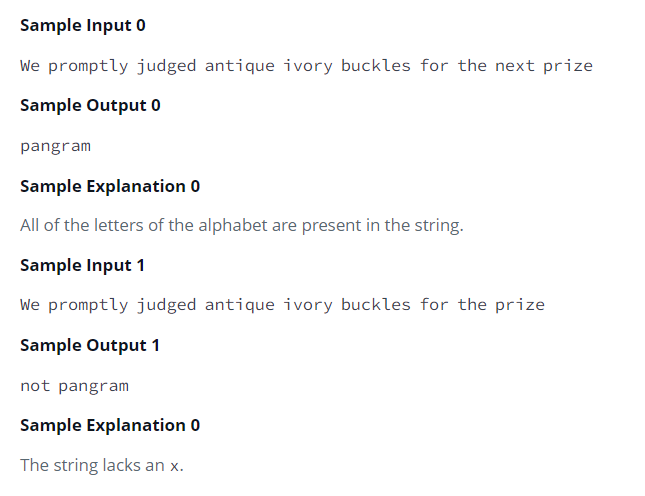 Sample Input 0
We promptly judged antique ivory buckles for the next prize
Sample Output 0
pangram
Sample Explanation 0
All of the letters of the alphabet are present in the string.
Sample Input 1
We promptly judged antique ivory buckles for the prize
Sample Output 1
not pangram
Sample Explanation 0
The string lacks an x.